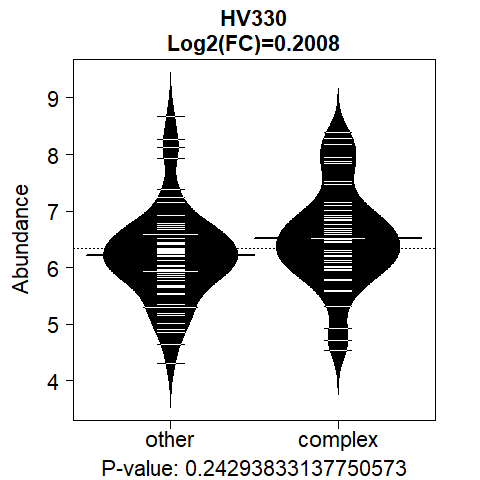 HV330
Log2(FC)=0.2008
Abundance
9
8
7
6
5
4
other complex
P-value: 0.24293833137750573